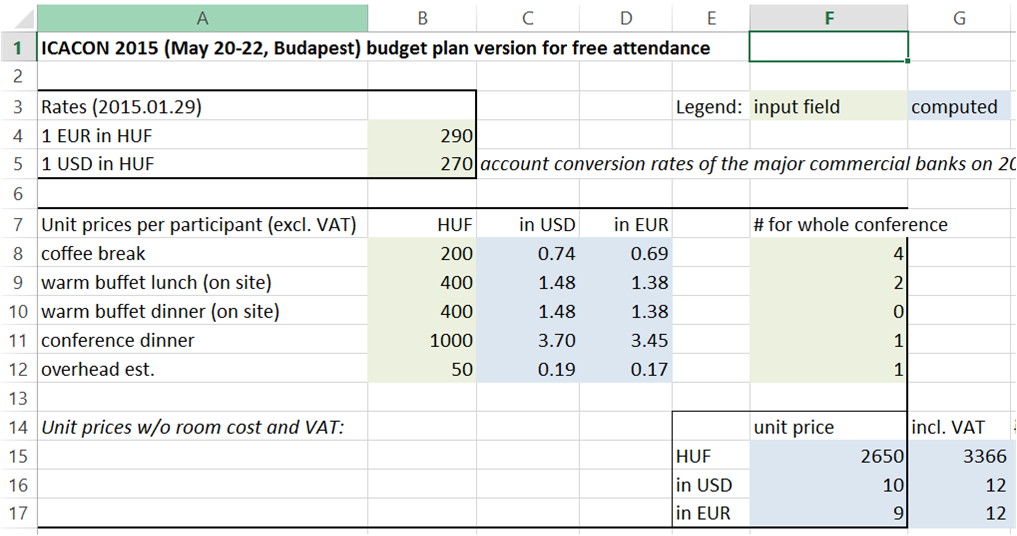 A B C D E F G
1 ICACON 2015 (May 20-22, Budapest) budget plan version for free attendance
2
3 Rates (2015.01.29) Legend: input field computed
4 1 EUR in HUF 290
5 1 USD in HUF 270 account conversion rates of the major commercial banks on
6
7 Unit prices per participant (excl. VAT) HUF in USD in EUR # for whole conference
8 coffee break 200 0.74 0.69 4
9 warm buffet lunch (on site) 400 1.48 1.38 2
10 warm buffet dinner (on site) 400 1.48 1.38 0
11 conference dinner 1000 3.70 3.45 1
12 overhead est. 50 0.19 0.17 1
13
14 Unit prices w/o room cost and VAT: unit price incl. VAT
15 HUF 2650 3366
16 in USD 10 12
17 in EUR 9 12